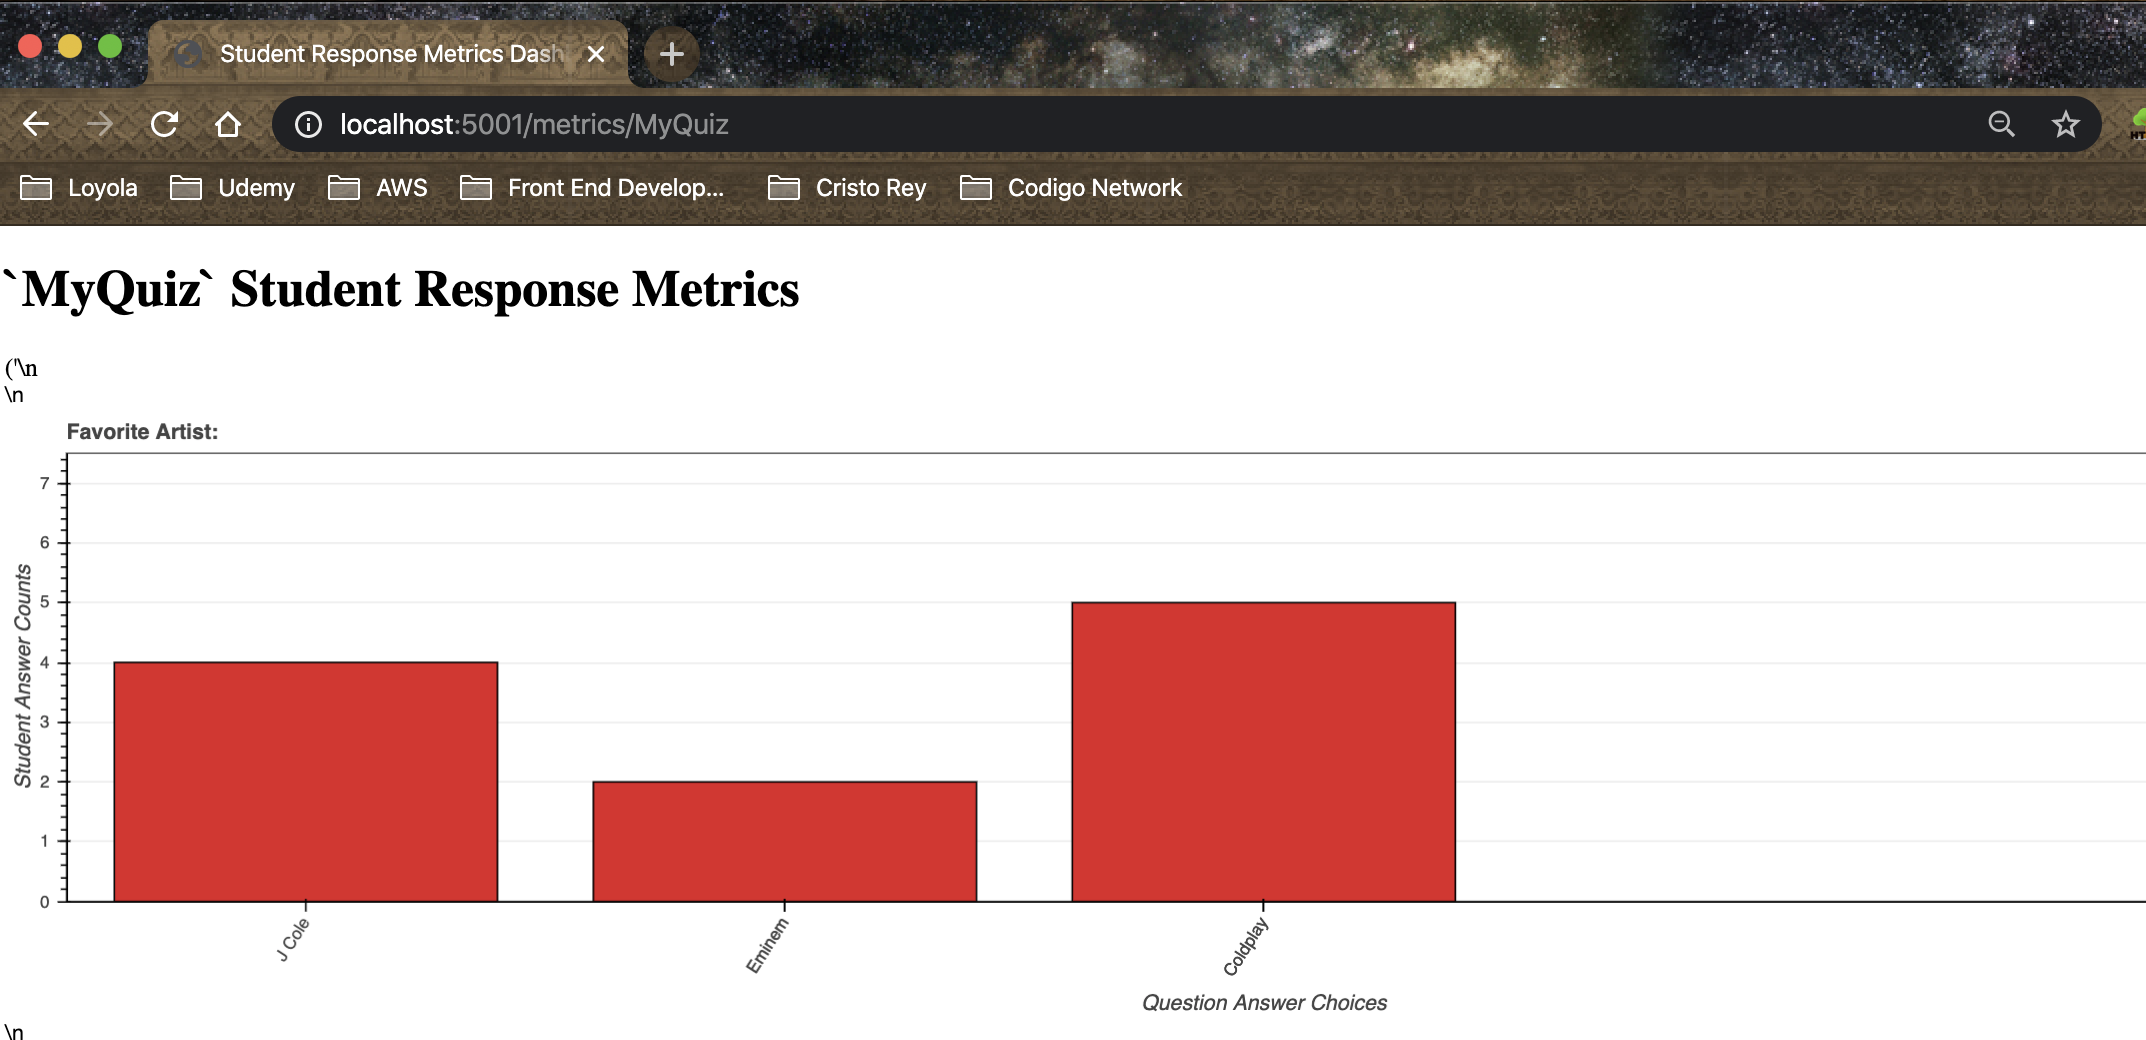 Student Response Metrics Dash
localhost:5001/metrics/MyQuiz
Loyola Udemy AWS Front End Develop... Cristo Rey Codigo Network
`MyQuiz` Student Response Metrics
('\n
\n
Favorite Artist:
7
6
5
4
3
2
1
0
Student Answer Counts
J Cole Eminem Coldplay
Question Answer Choices
\n